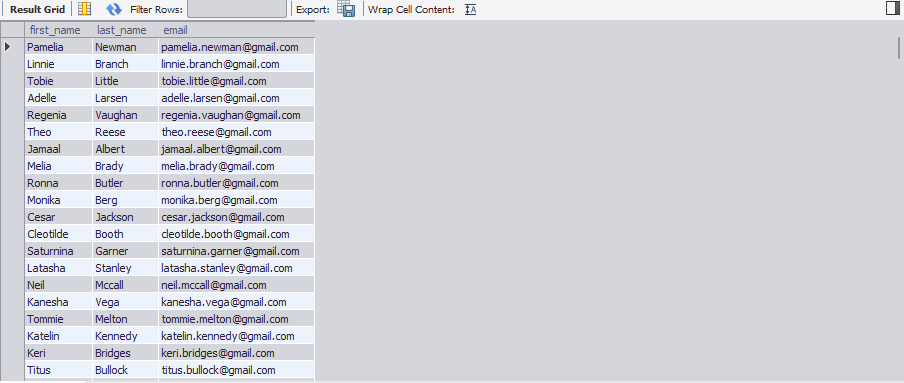 Result Grid Filter Rows: Export: Wrap Cell Content:
first_name last_name email
Pamelia Newman pamelia.newman@gmail.com
Linnie Branch linnie.branch@gmail.com
Tobie Little tobie.little@gmail.com
Adelle Larsen adelle.larsen@gmail.com
Regenia Vaughan regenia.vaughan@gmail.com
Theo Reese theo.reese@gmail.com
Jamaal Albert jamaal.albert@gmail.com
Melia Brady melia.brady@gmail.com
Ronna Butler ronna.butler@gmail.com
Monika Berg monika.berg@gmail.com
Cesar Jackson cesar.jackson@gmail.com
Cleotilde Booth cleotilde.booth@gmail.com
Saturnina Garner saturnina.garner@gmail.com
Latasha Stanley latasha.stanley@gmail.com
Neil Mccall neil.mccall@gmail.com
Kanesha Vega kanesha.vega@gmail.com
Tommie Melton tommie.melton@gmail.com
Katelin Kennedy katelin.kennedy@gmail.com
Keri Bridges keri.bridges@gmail.com
Titus Bullock titus.bullock@gmail.com